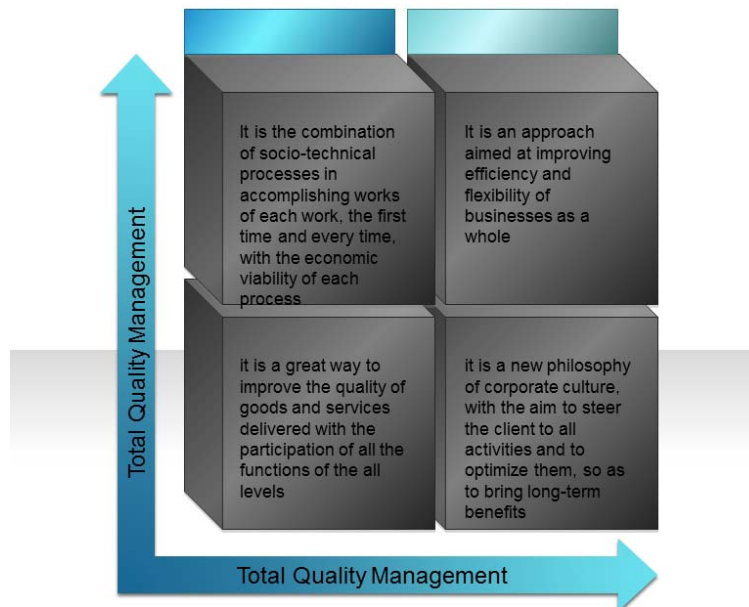 It is the combination
of socio-technical
processes in
accomplishing works
of each work, the first
time and every time,
with the economic
viability of each
process
It is an approach
aimed at improving
efficiency and
flexibility of
businesses as a
whole
it is a great way to
improve the quality of
goods and services
delivered with the
participation of all the
functions of the all
levels
it is a new philosophy
of corporate culture,
with the aim to steer
the client to all
activities and to
optimize them, so as
to bring long-term
benefits
Total Quality Management
Total Quality Management